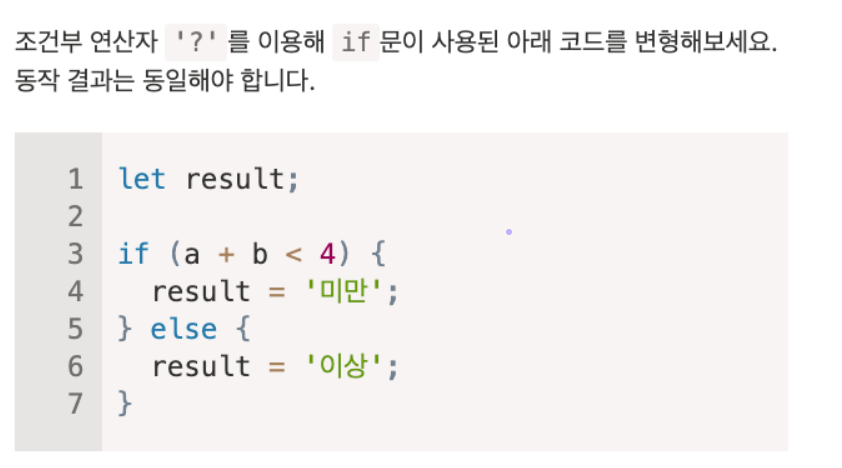 조건부 연산자 '?'를 이용해 if문이 사용된 아래 코드를 변형해보세요.
동작 결과는 동일해야 합니다.
1 let result;
2
3 if (a + b < 4) {
4   result = '미만';
5 } else {
6   result = '이상';
7 }